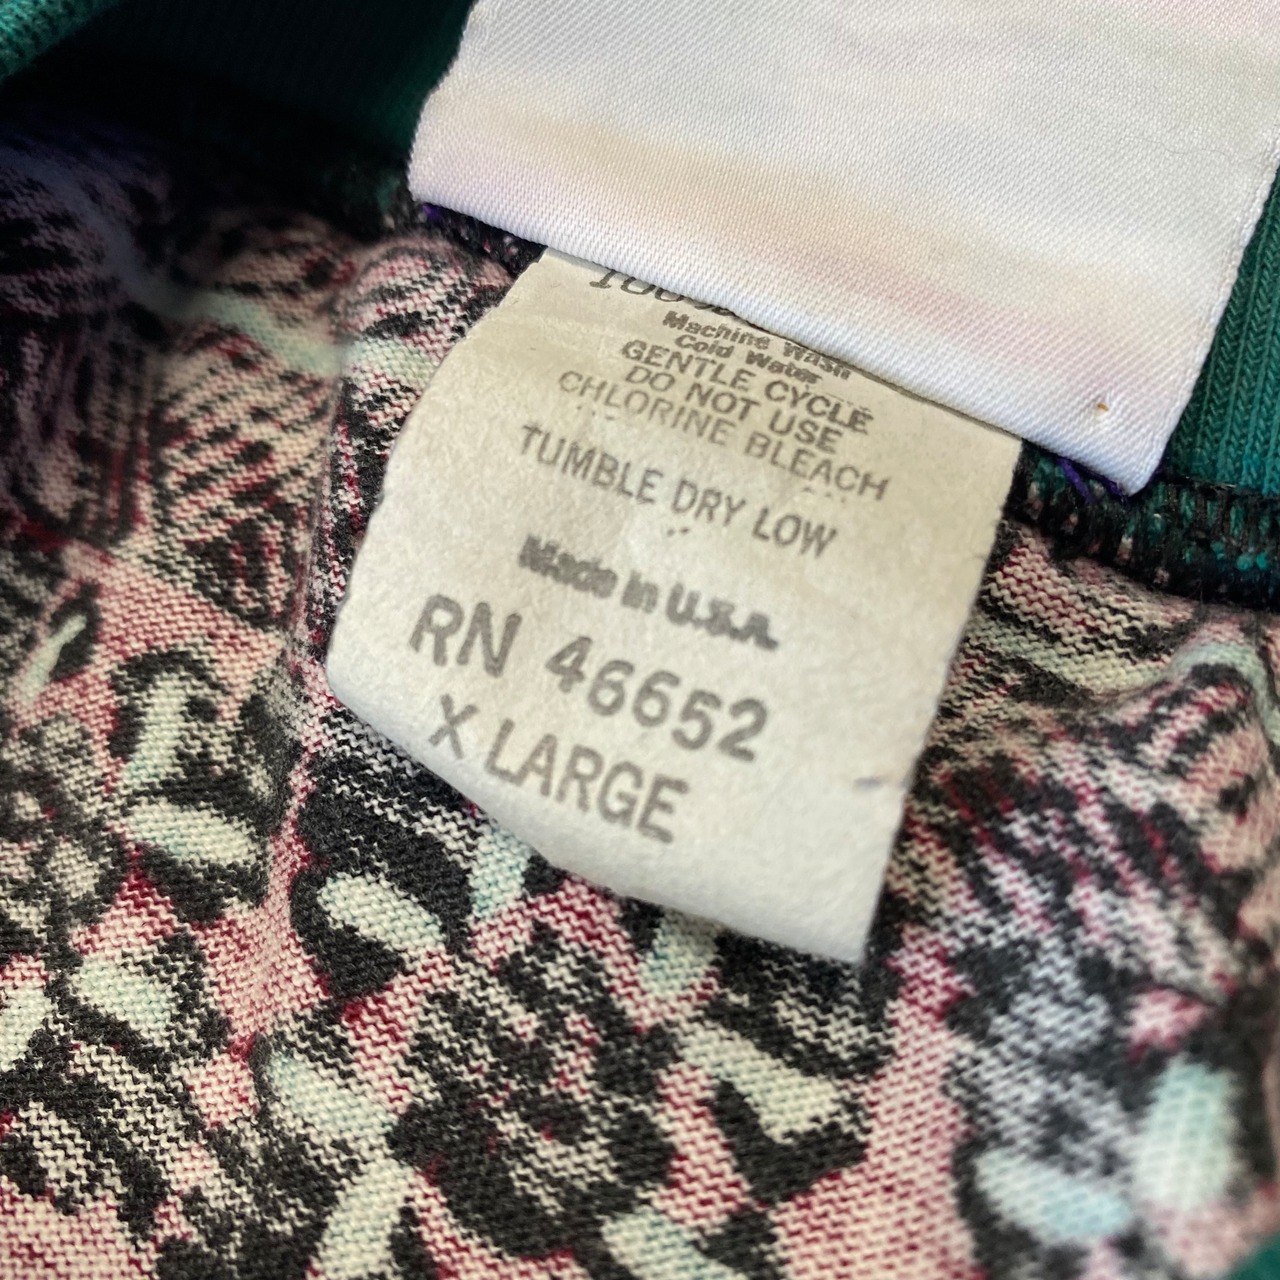 Machine Wash
Cold Water
GENTLE CYCLE
DO NOT USE
CHLORINE BLEACH
TUMBLE DRY LOW
Made in U.S.A.
RN 46652
X LARGE